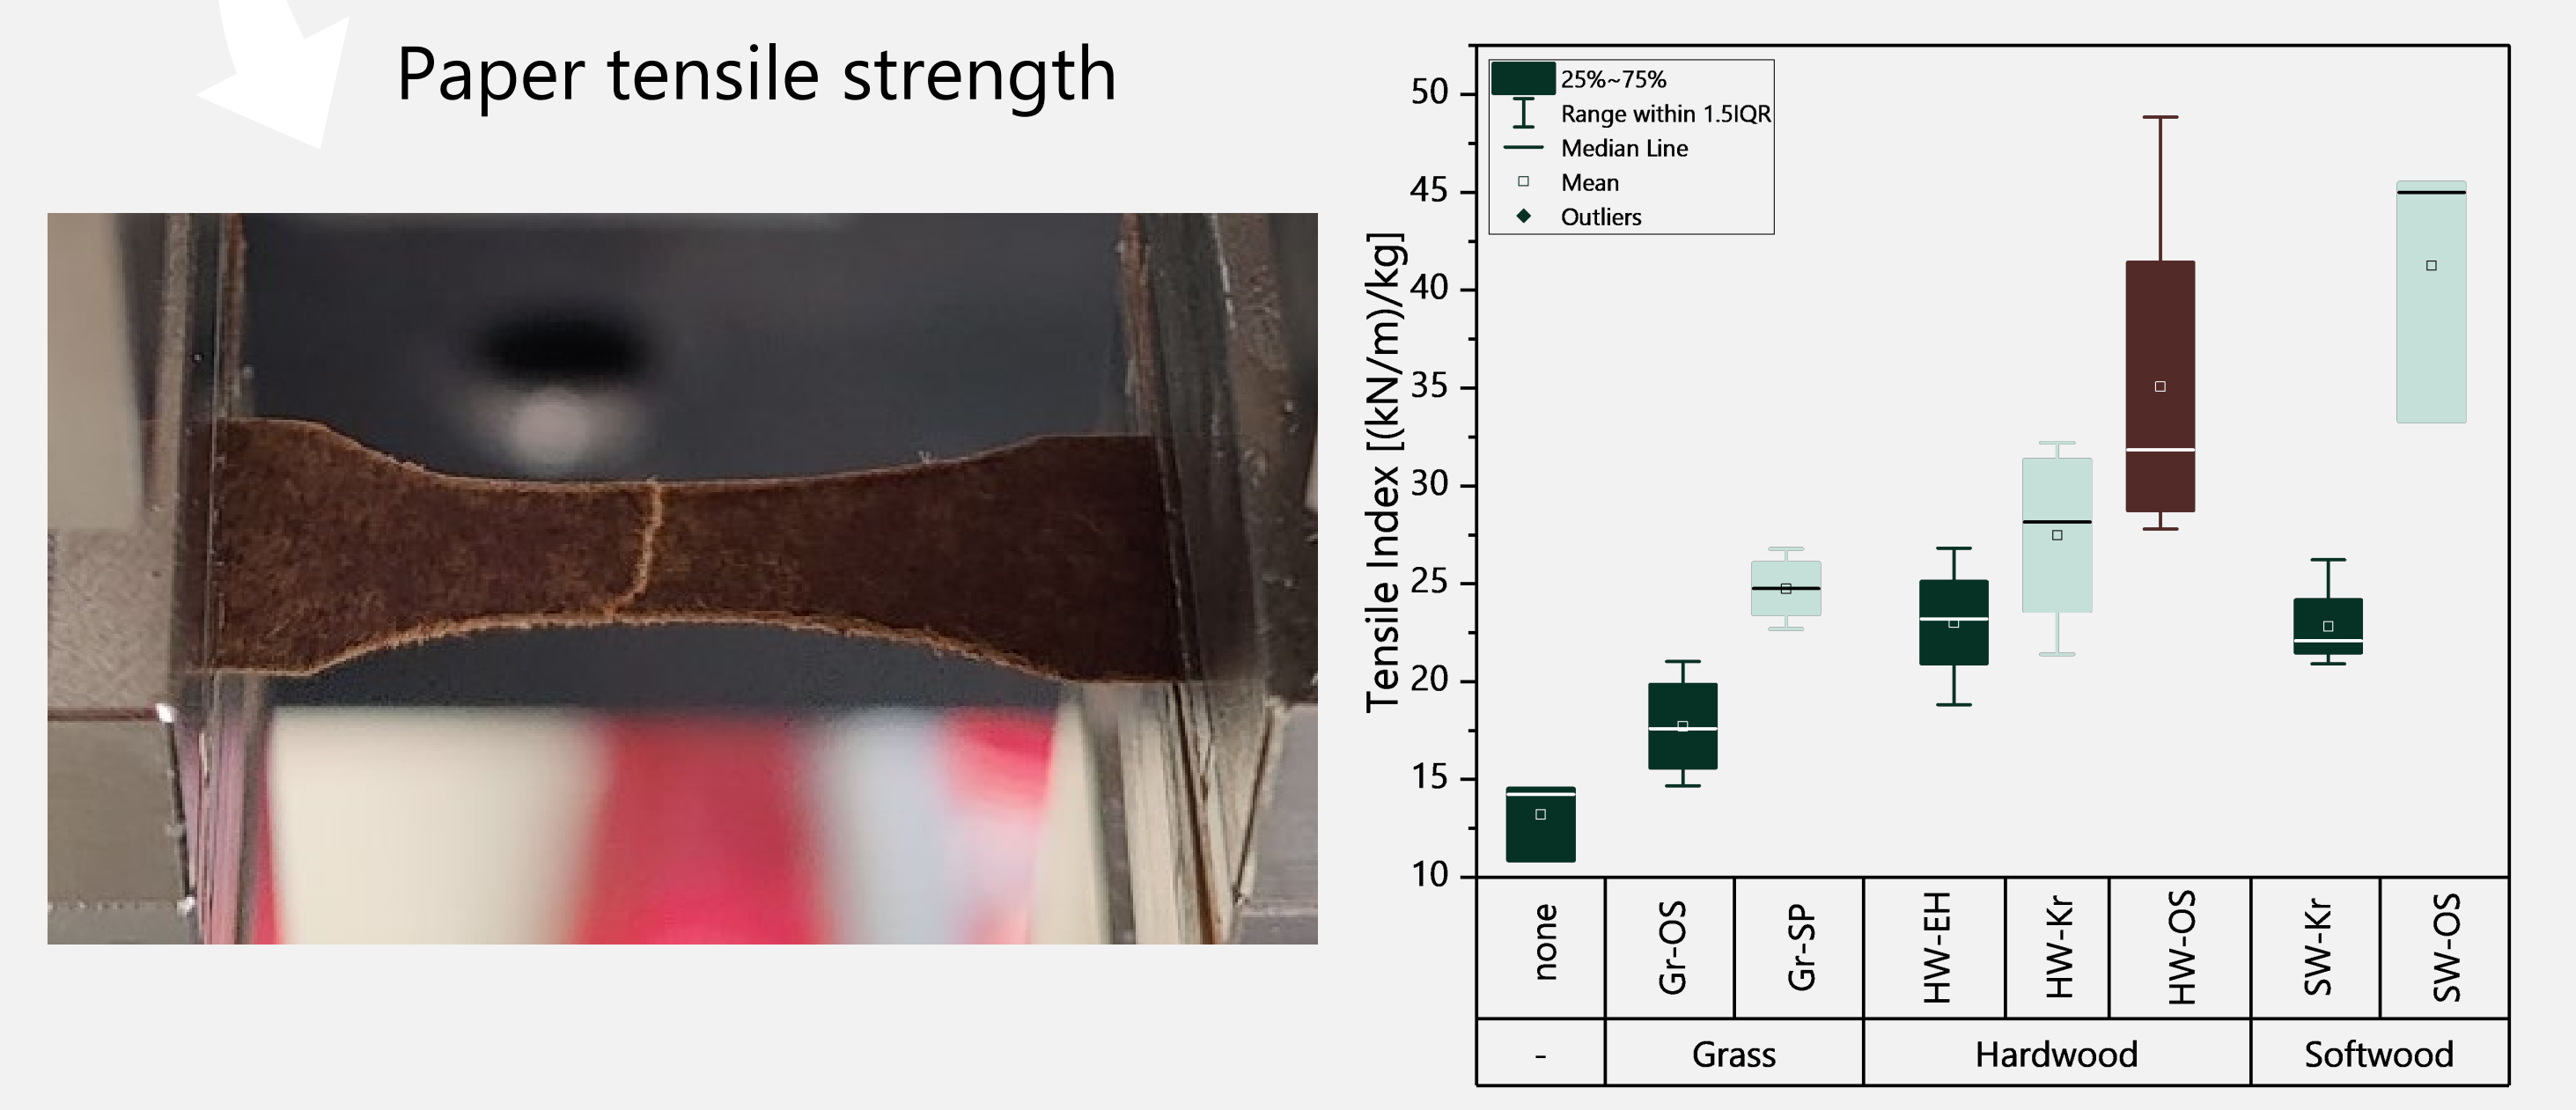 Paper tensile strength
25%~75%
Range within 1.5IQR
Median Line
Mean
Outliers
Tensile Index [(kN/m)/kg]
50
45
40
35
30
25
20
15
10
none
Gr-OS
Gr-SP
HW-EH
HW-Kr
HW-OS
SW-Kr
SW-OS
-
Grass
Hardwood
Softwood